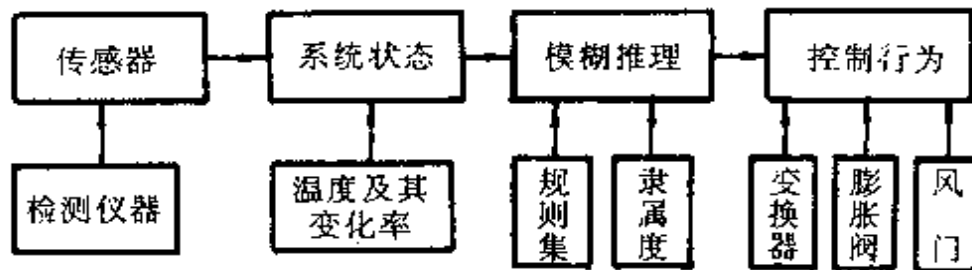 传感器
系统状态
模糊推理
控制行为
检测仪器
温度及其
变化率
规则集
隶属度
变换器
膨胀阀
风门